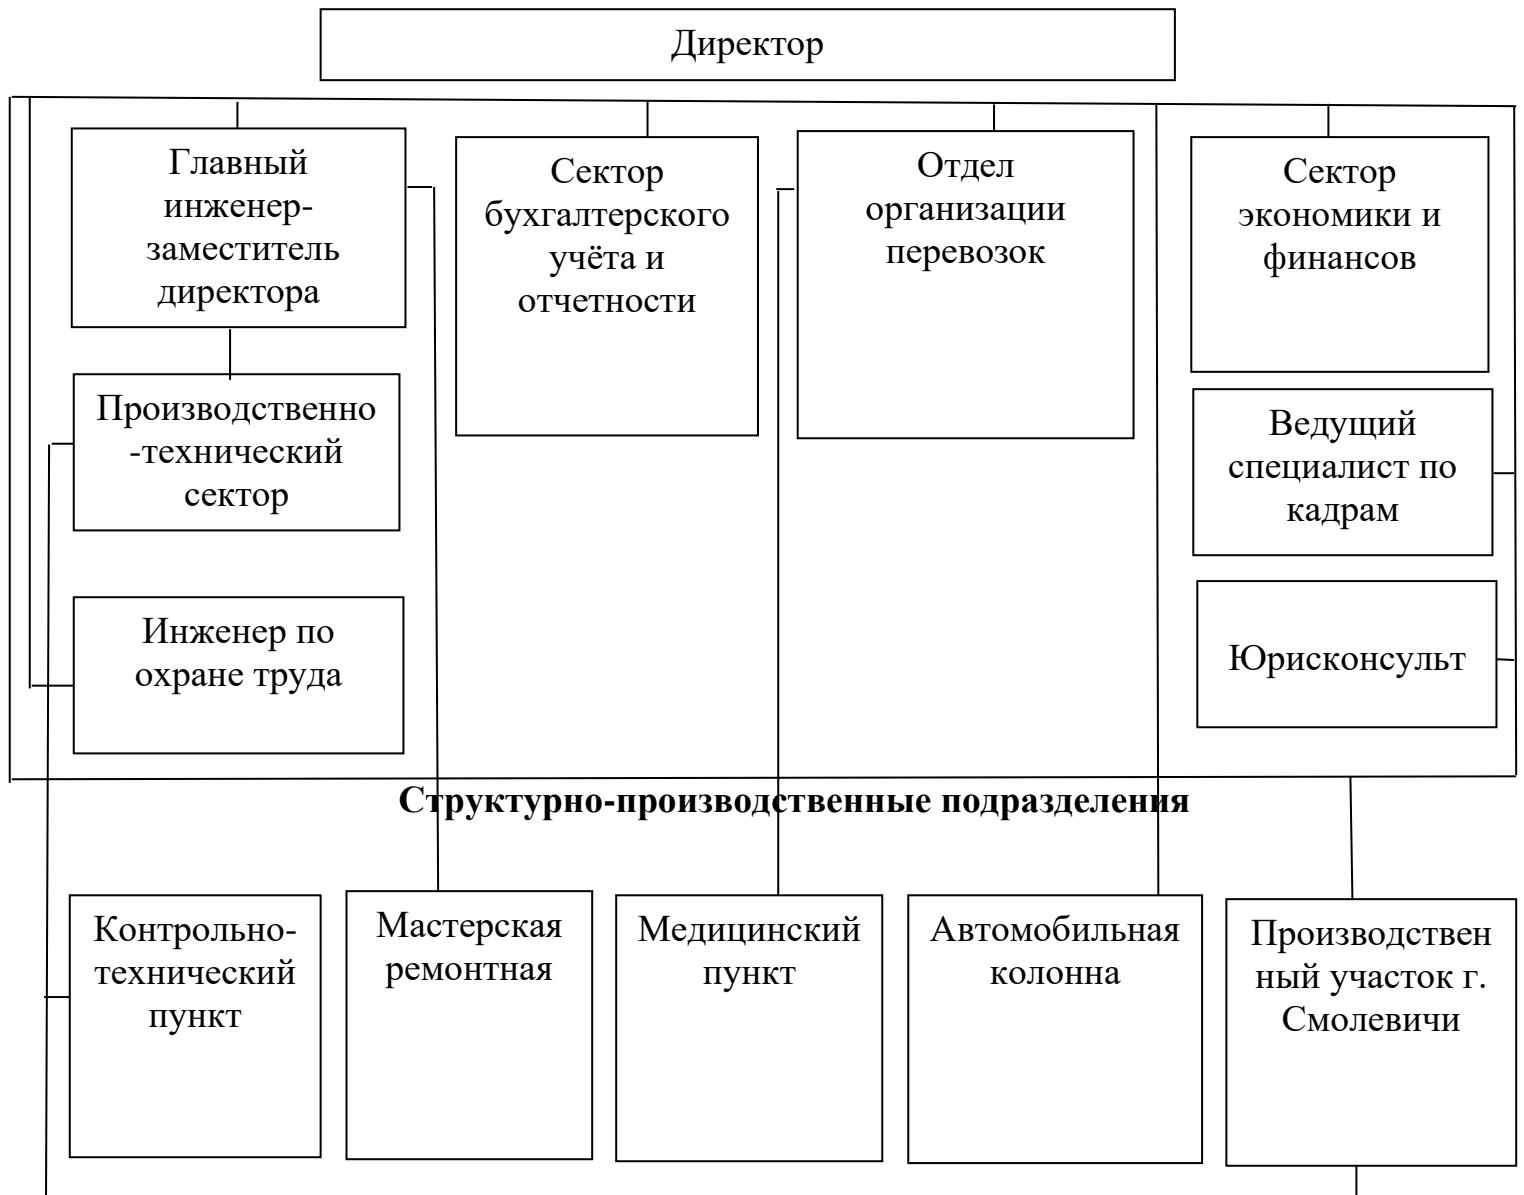 Директор
Главный
инженер-
заместитель
директора
Сектор
бухгалтерского
учёта и
отчетности
Отдел
организации
перевозок
Сектор
экономики и
финансов
Производственно
-технический
сектор
Ведущий
специалист по
кадрам
Инженер по
охране труда
Юрисконсульт
Структурно-производственные подразделения
Контрольно-
технический
пункт
Мастерская
ремонтная
Медицинский
пункт
Автомобильная
колонна
Производствен
ный участок г.
Смолевичи